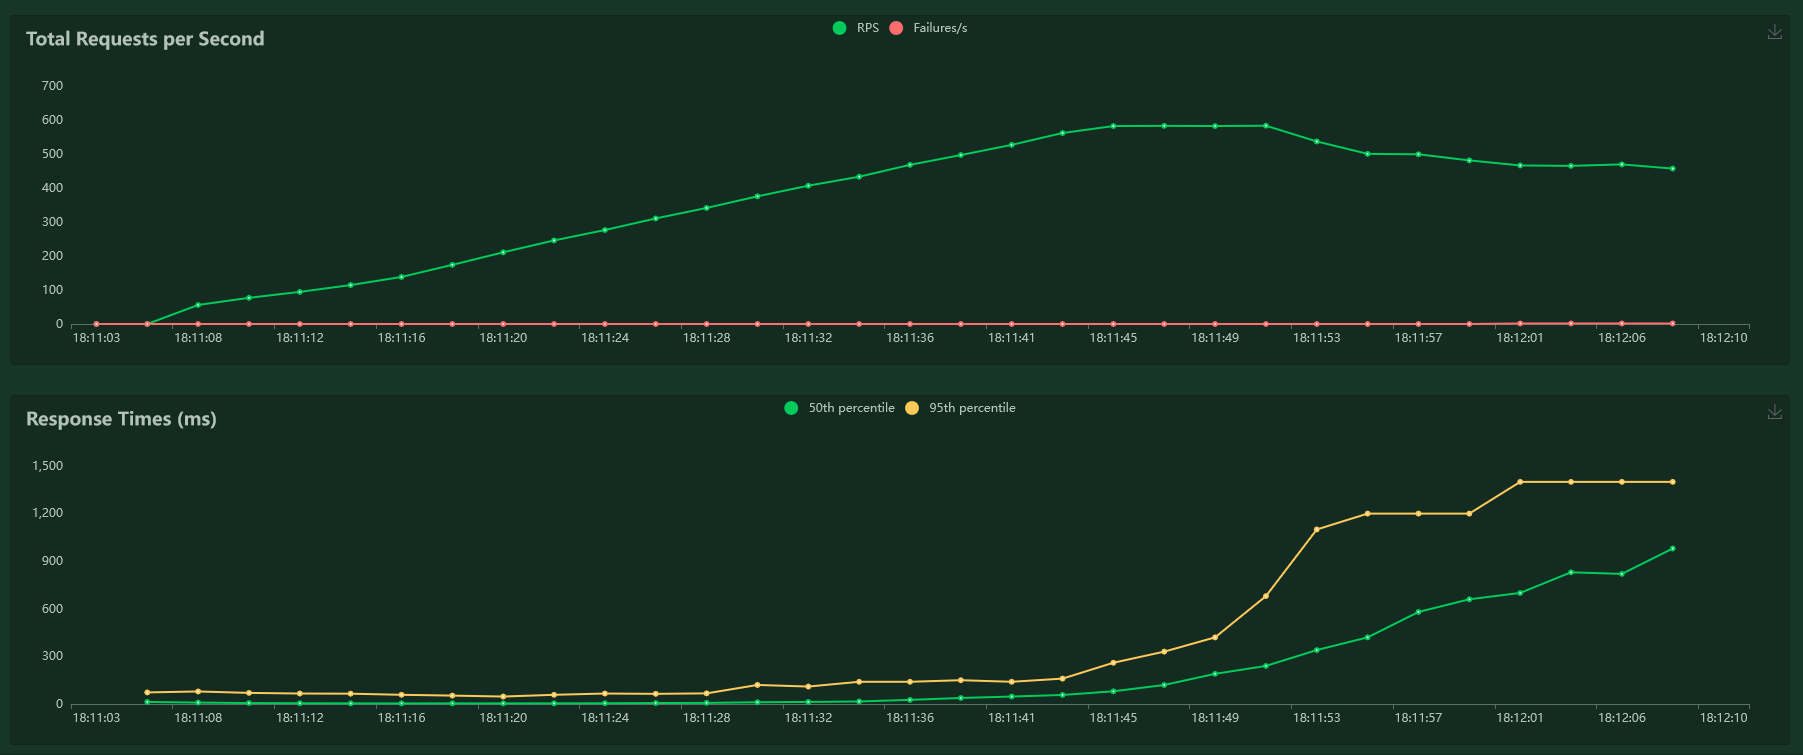 RPS Failures/s
Total Requests per Second
700
600
500
400
300
200
100
0
18:11:03 18:11:08 18:11:12 18:11:16 18:11:20 18:11:24 18:11:28 18:11:32 18:11:36 18:11:41 18:11:45 18:11:49 18:11:53 18:11:57 18:12:01 18:12:06 18:12:10
50th percentile 95th percentile
Response Times (ms)
1,500
1,200
900
600
300
0
18:11:03 18:11:08 18:11:12 18:11:16 18:11:20 18:11:24 18:11:28 18:11:32 18:11:36 18:11:41 18:11:45 18:11:49 18:11:53 18:11:57 18:12:01 18:12:06 18:12:10